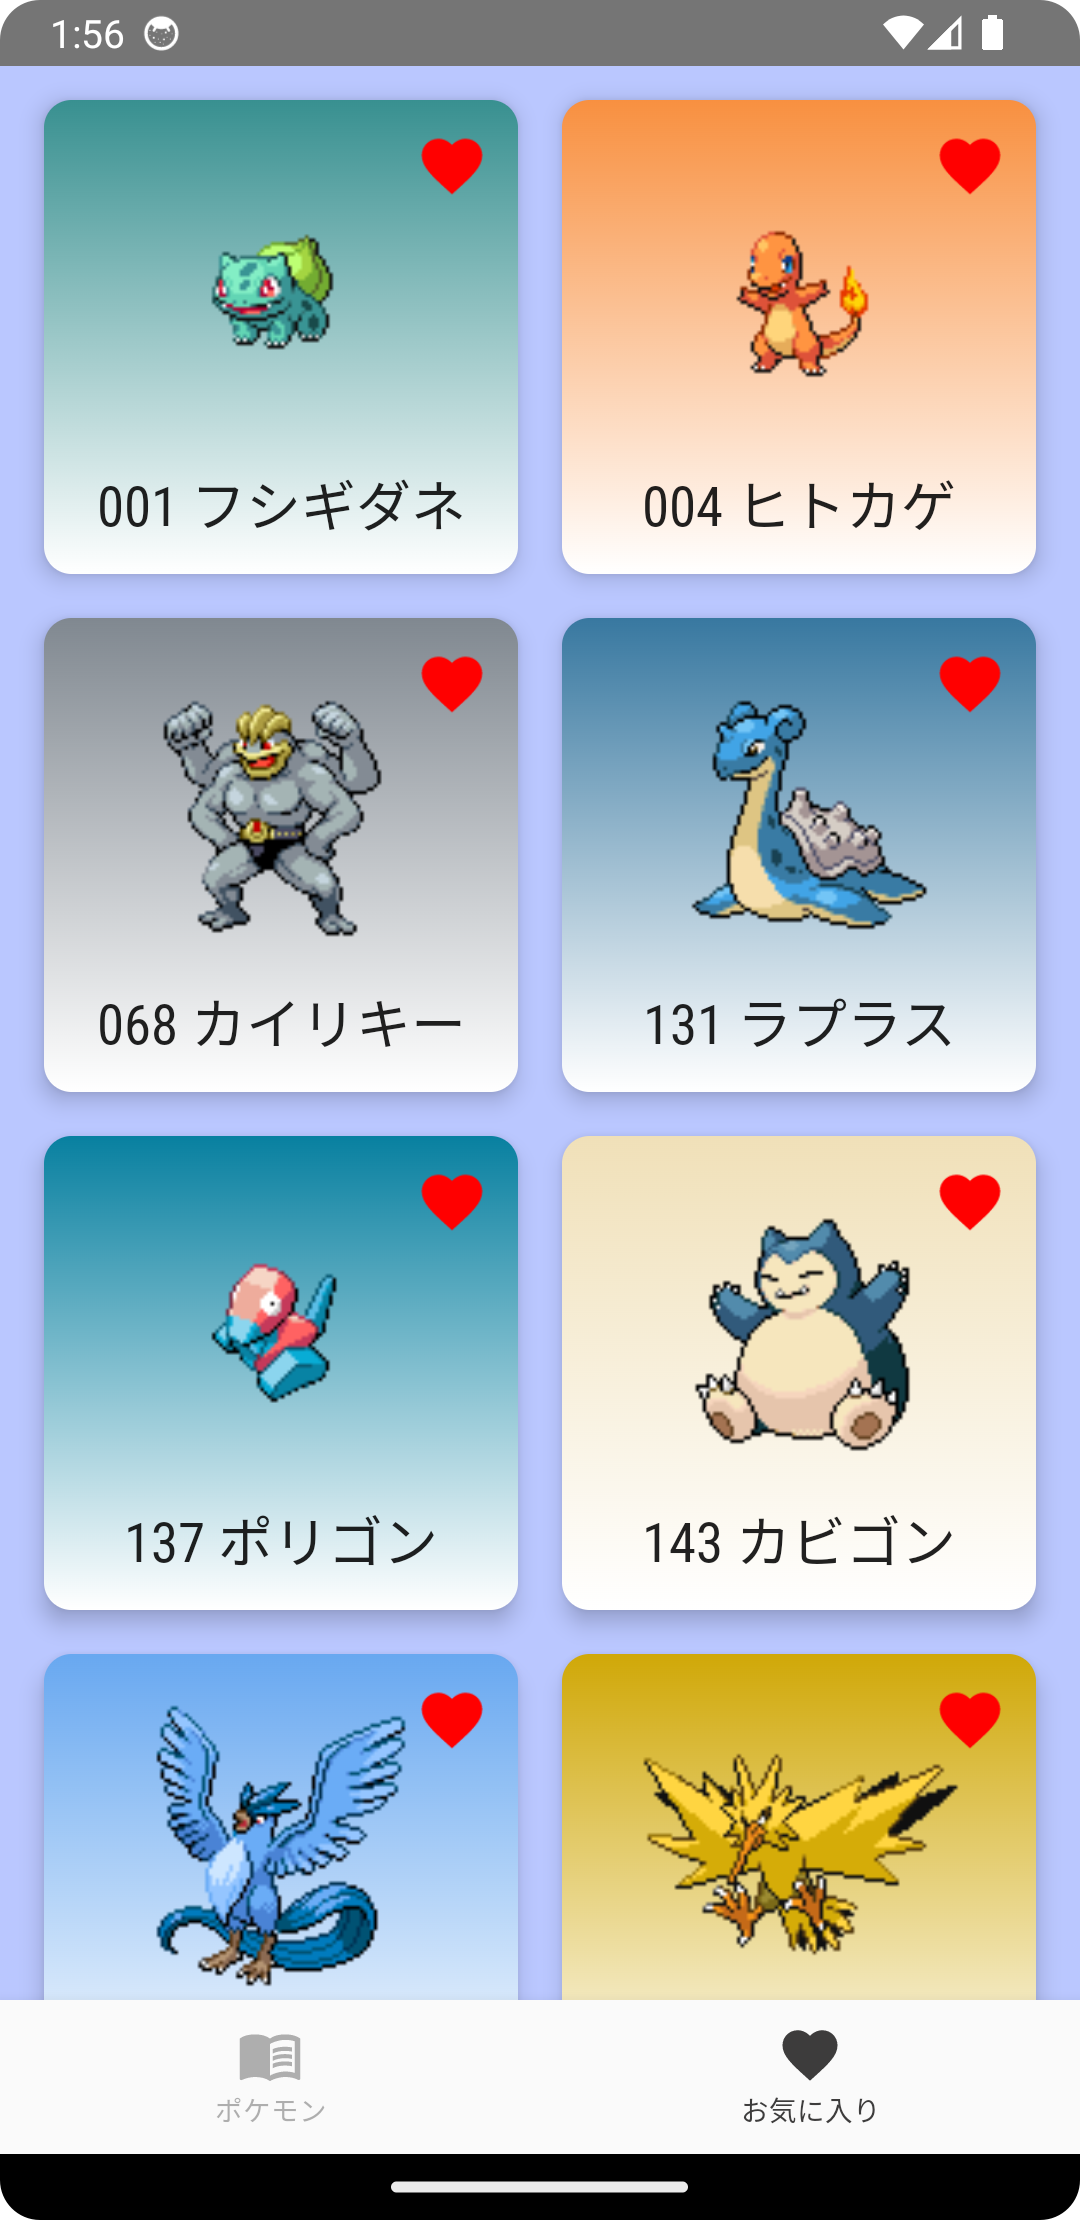 1:56
001 フシギダネ
004 ヒトカゲ
068 カイリキー
131 ラプラス
137 ポリゴン
143 カビゴン
ポケモン
お気に入り